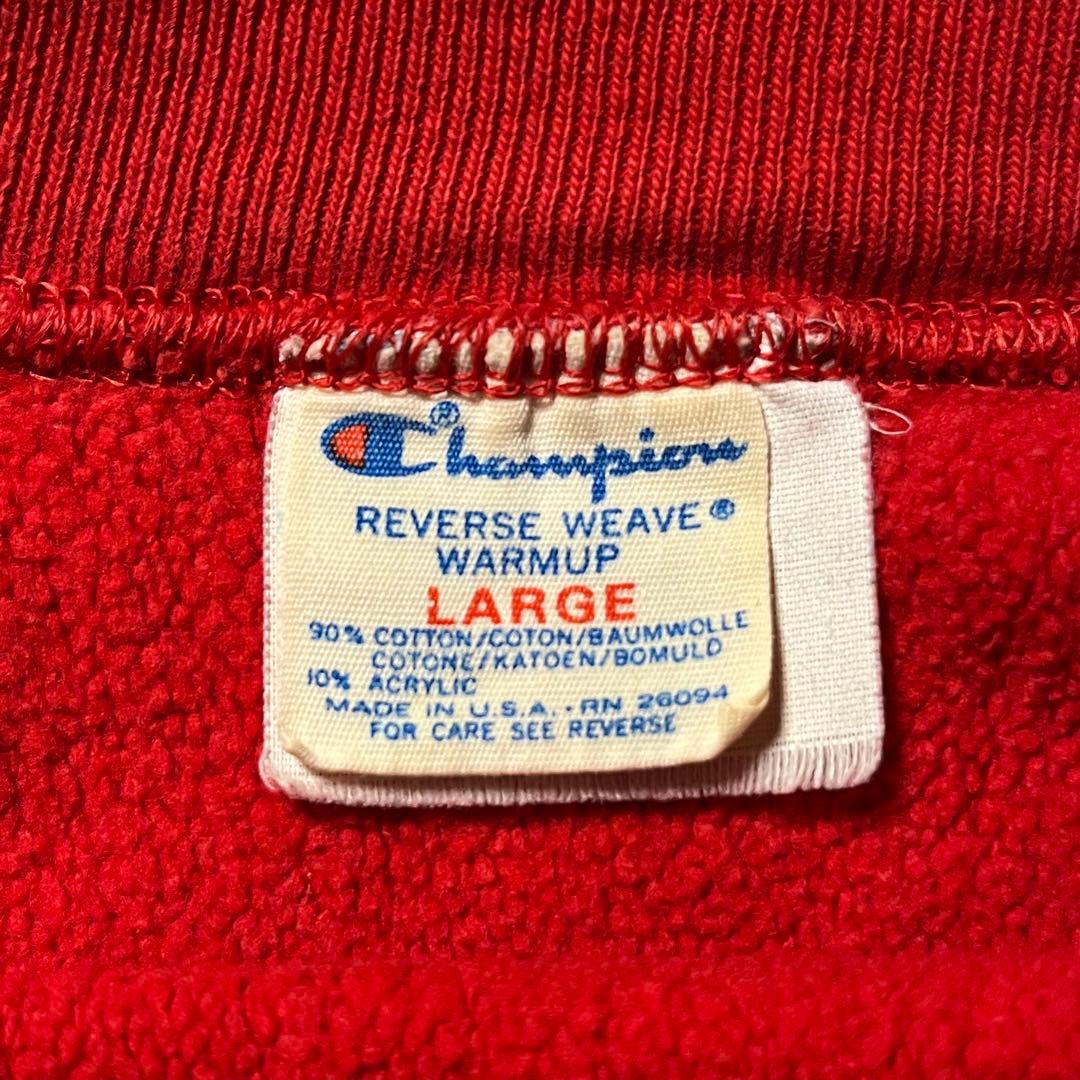 Champion®
REVERSE WEAVE®
WARMUP
LARGE
90% COTTON/COTON/BAUMWOLLE
COTONE/KATOEN/BOMULD
10% ACRYLIC
MADE IN U.S.A. · RN 26094
FOR CARE SEE REVERSE